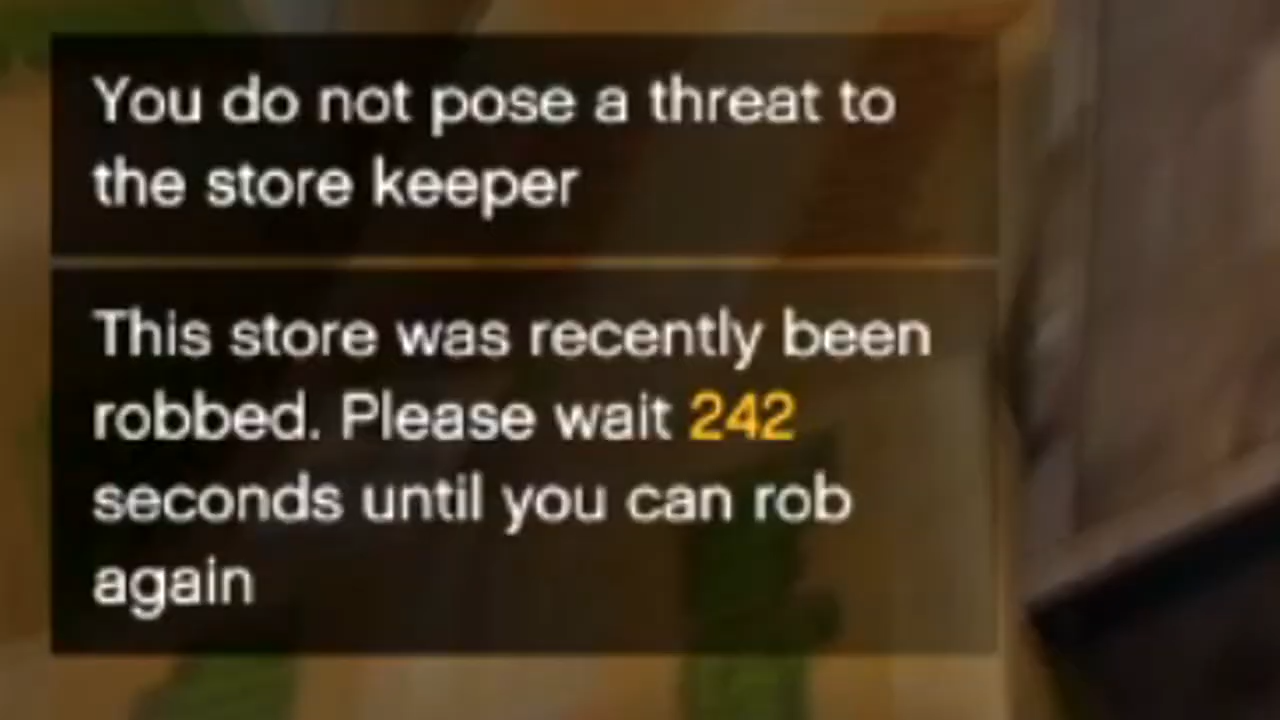 You do not pose a threat to
the store keeper
This store was recently been
robbed. Please wait 242
seconds until you can rob
again